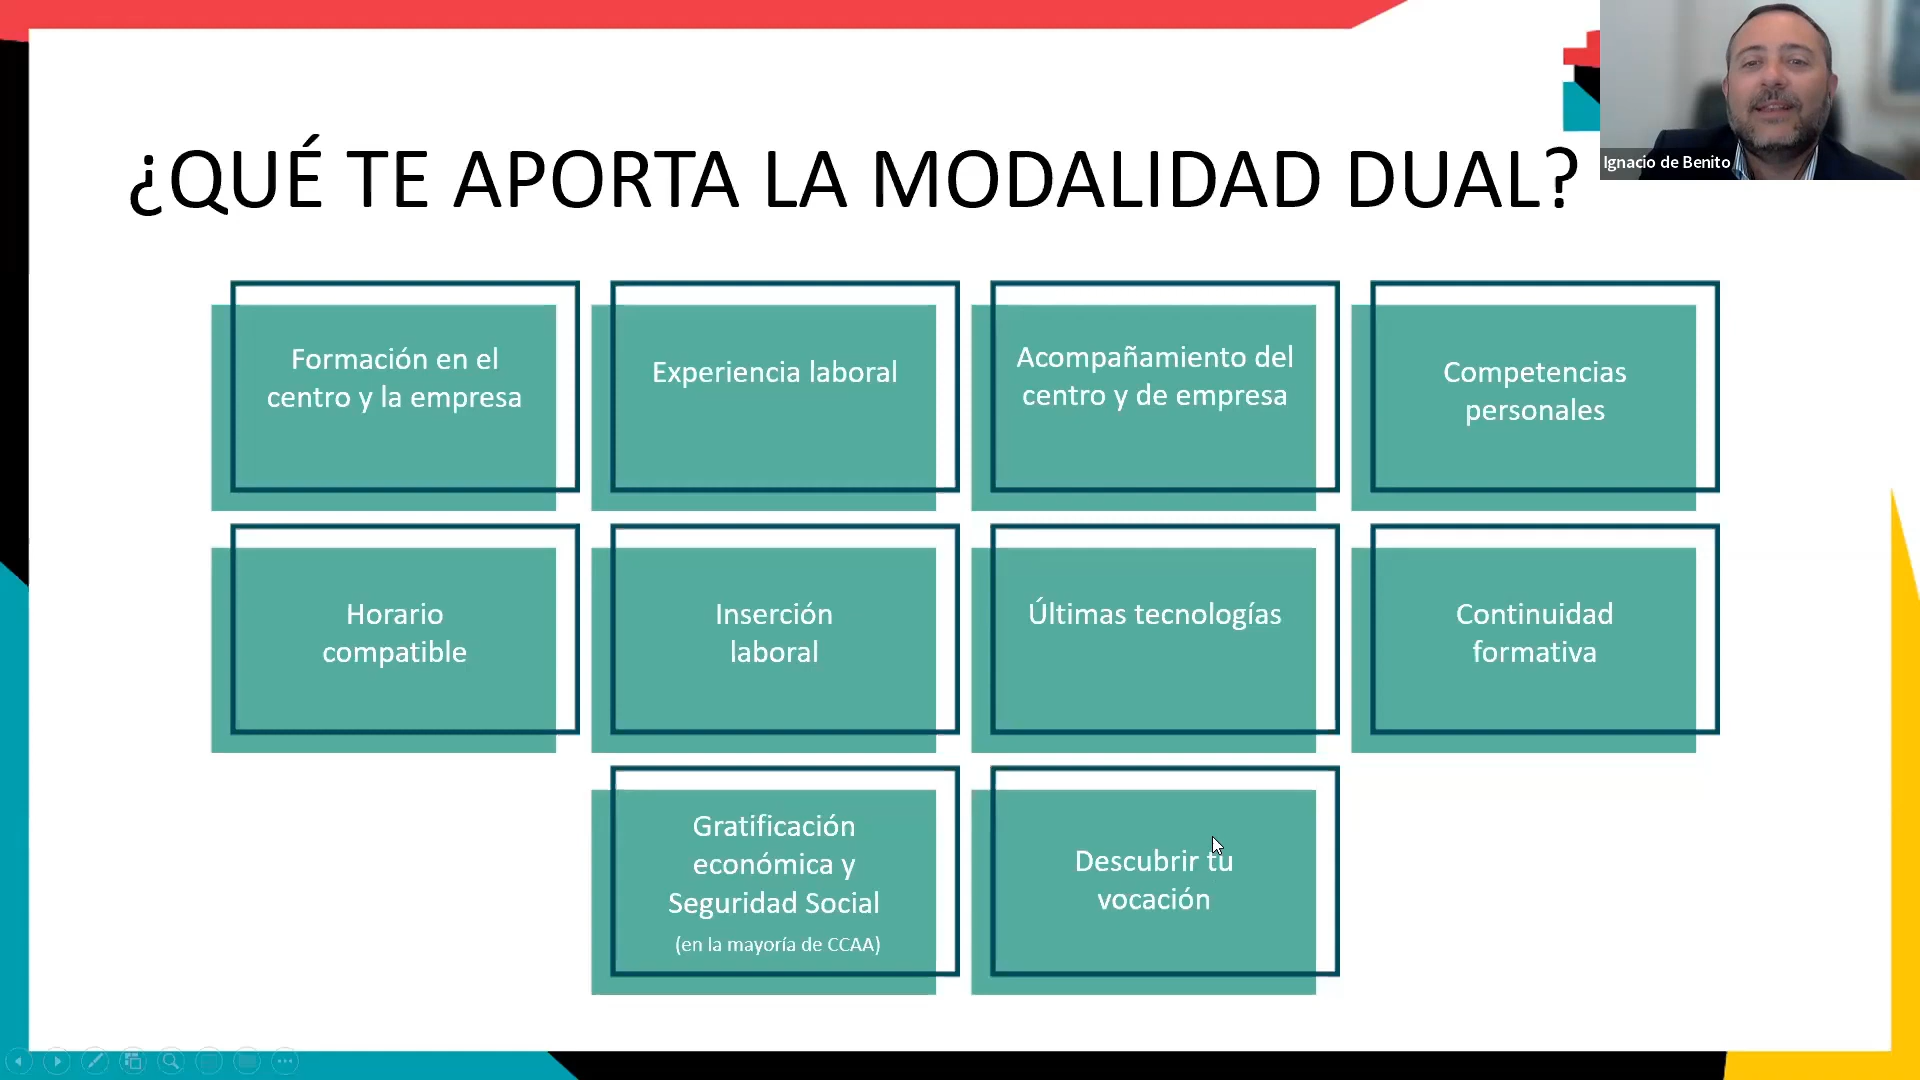 ¿QUÉ TE APORTA LA MODALIDAD DUAL?
Ignacio de Benito
Formación en el
centro y la empresa
Experiencia laboral
Acompañamiento del
centro y de empresa
Competencias
personales
Horario
compatible
Inserción
laboral
Últimas tecnologías
Continuidad
formativa
Gratificación
económica y
Seguridad Social
(en la mayoría de CCAA)
Descubrir tu
vocación